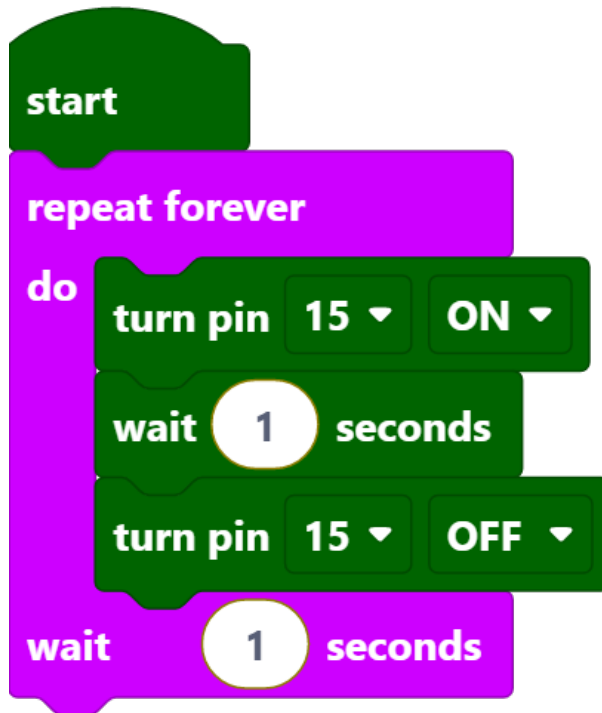 start
repeat forever
do
turn pin 15 ON
wait 1 seconds
turn pin 15 OFF
wait 1 seconds